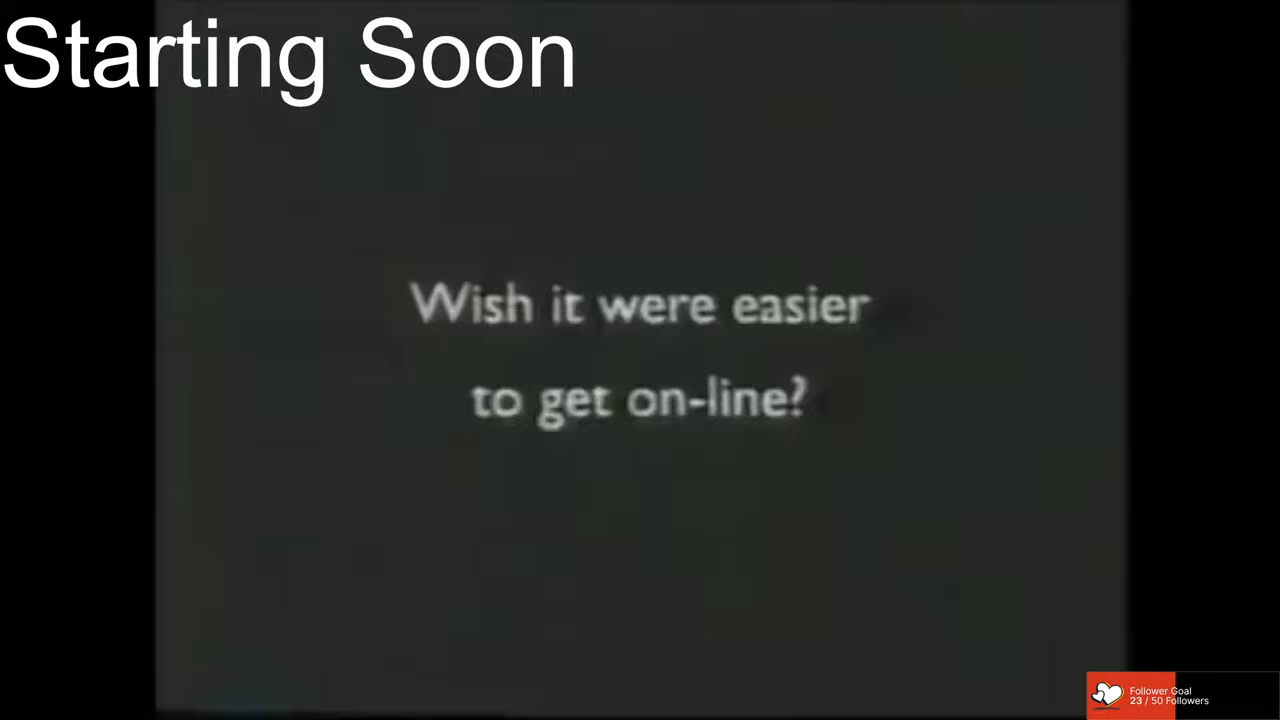 Starting Soon
Wish it were easier
to get on-line?
Follower Goal
23 / 50 Followers